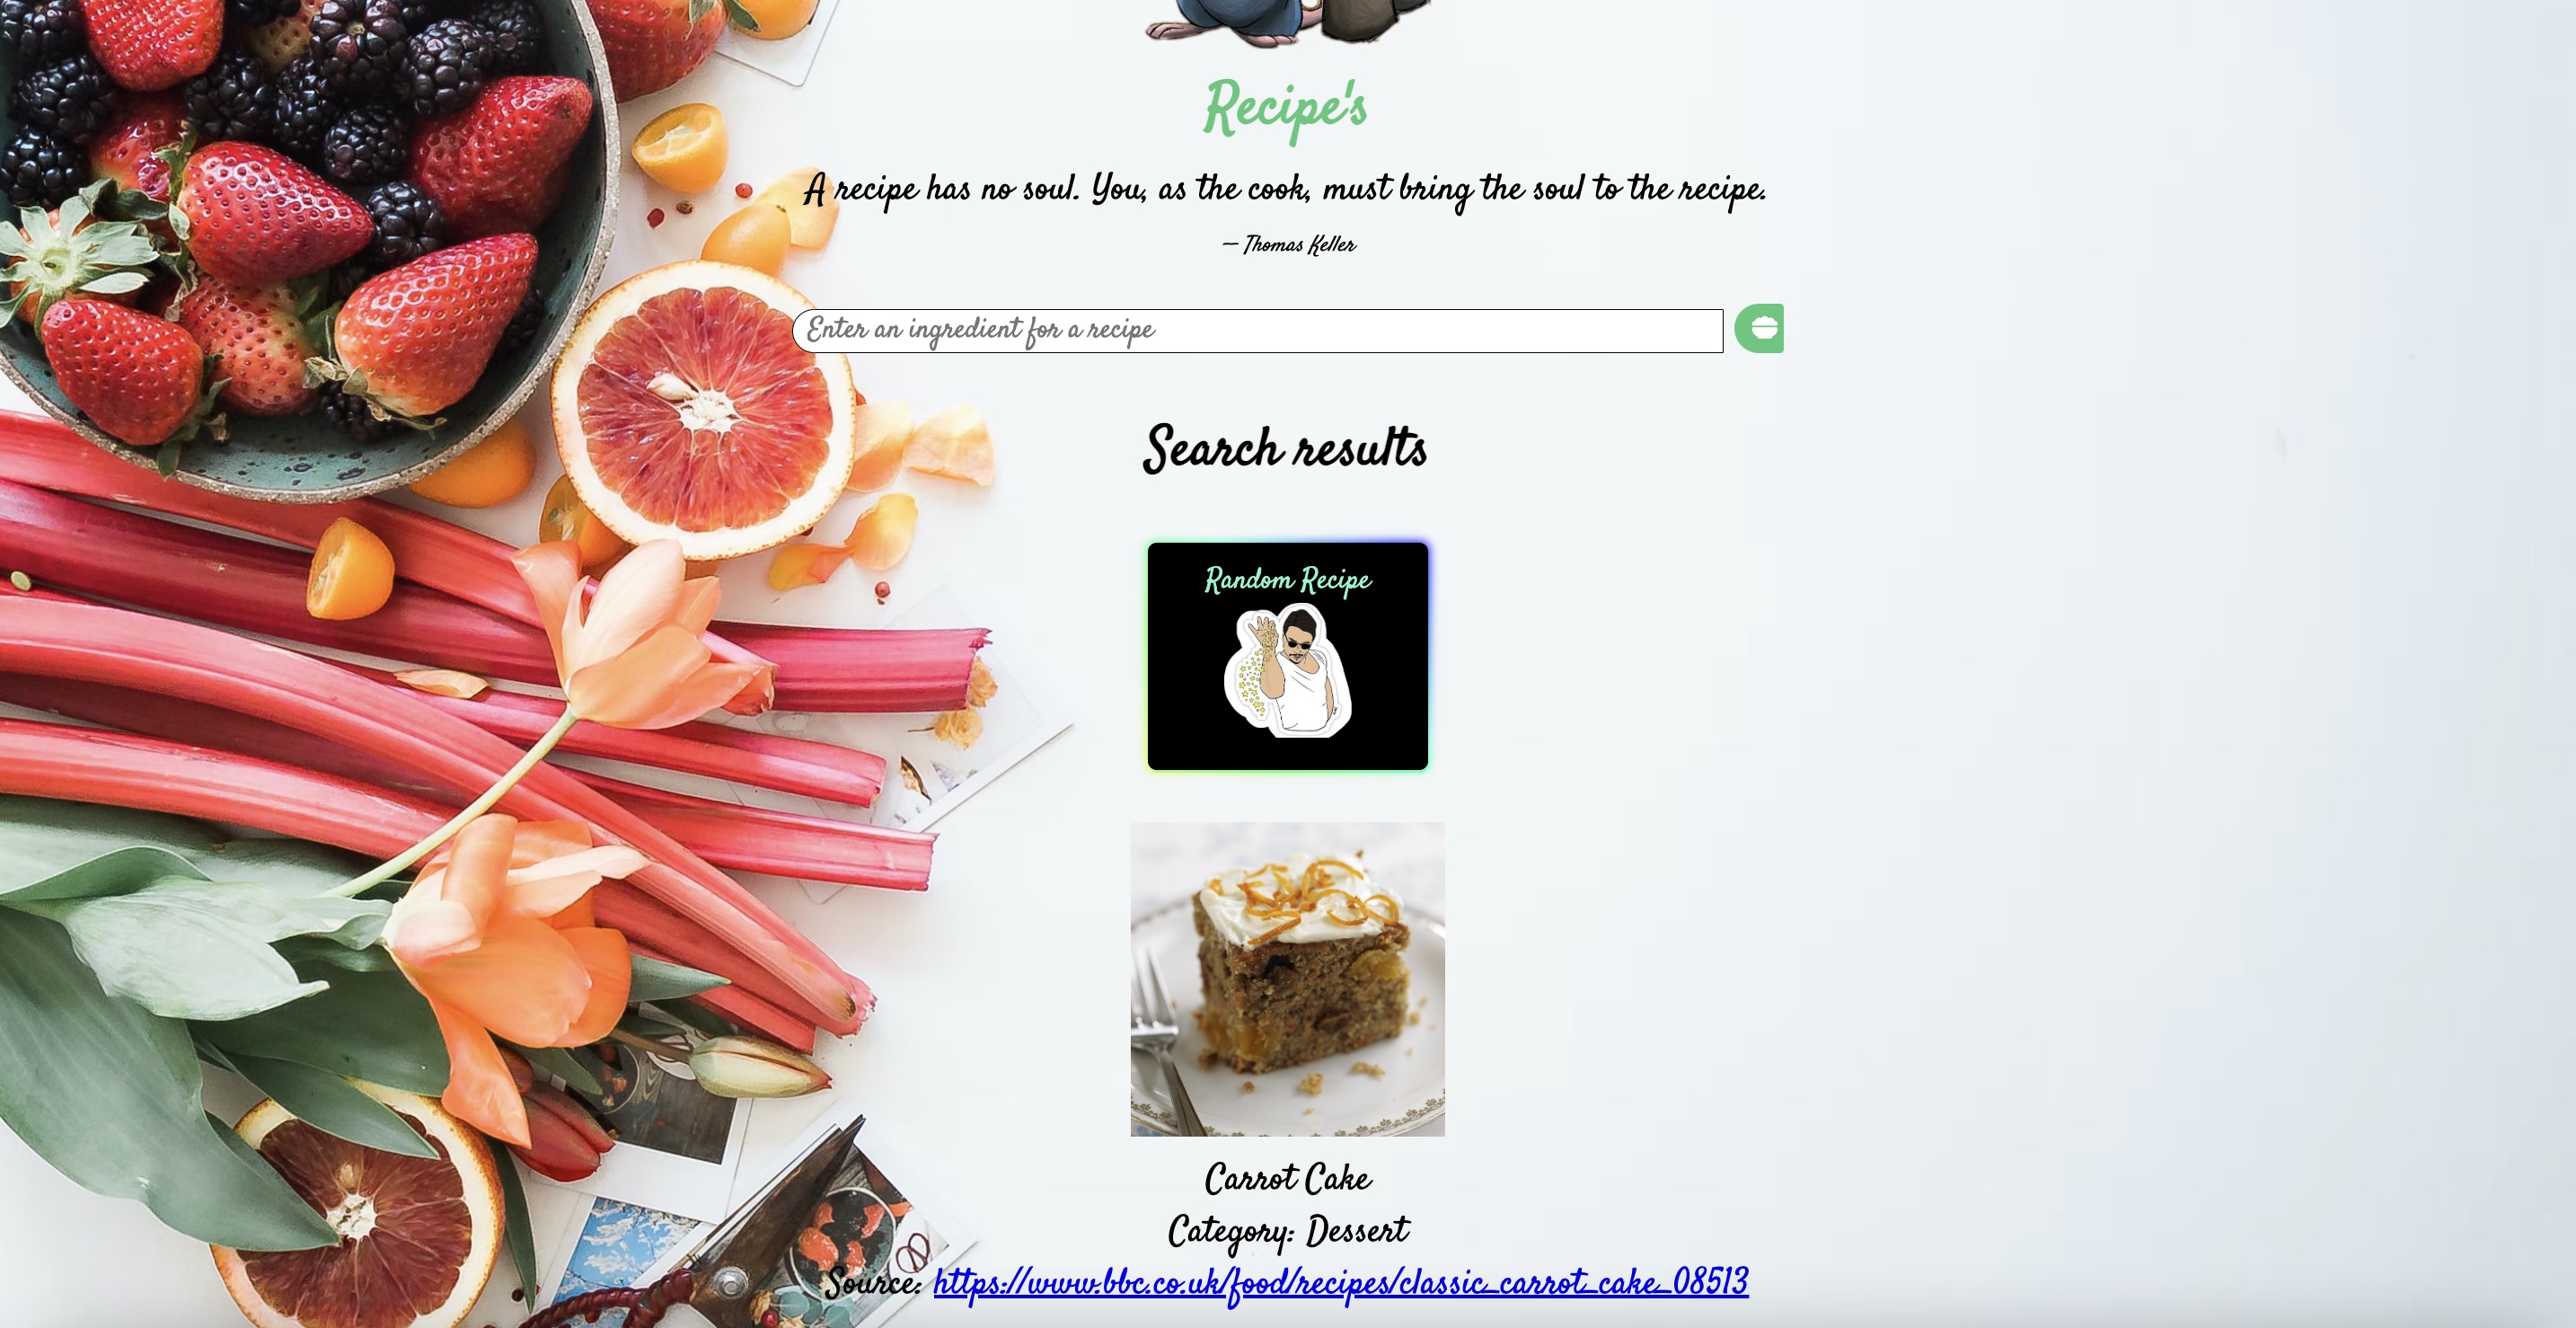 Recipe's
A recipe has no soul. You, as the cook, must bring the soul to the recipe.
— Thomas Keller
Enter an ingredient for a recipe
Search results
Random Recipe
Carrot Cake
Category: Dessert
Source: https://www.bbc.co.uk/food/recipes/classic_carrot_cake_08513